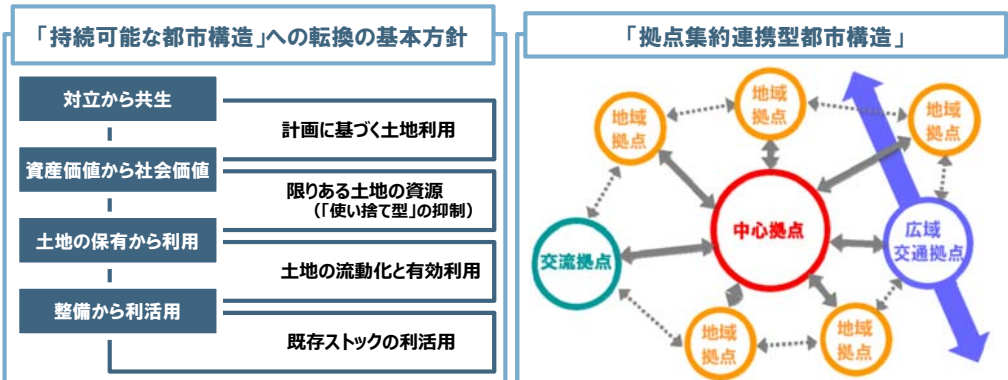 「持続可能な都市構造」への転換の基本方針
対立から共生
計画に基づく土地利用
資産価値から社会価値
限りある土地の資源
(「使い捨て型」の抑制)
土地の保有から利用
土地の流動化と有効利用
整備から利活用
既存ストックの利活用
「拠点集約連携型都市構造」
地域
拠点
地域
拠点
地域
拠点
中心拠点
広域
交通拠点
交流拠点
地域
拠点
地域
拠点